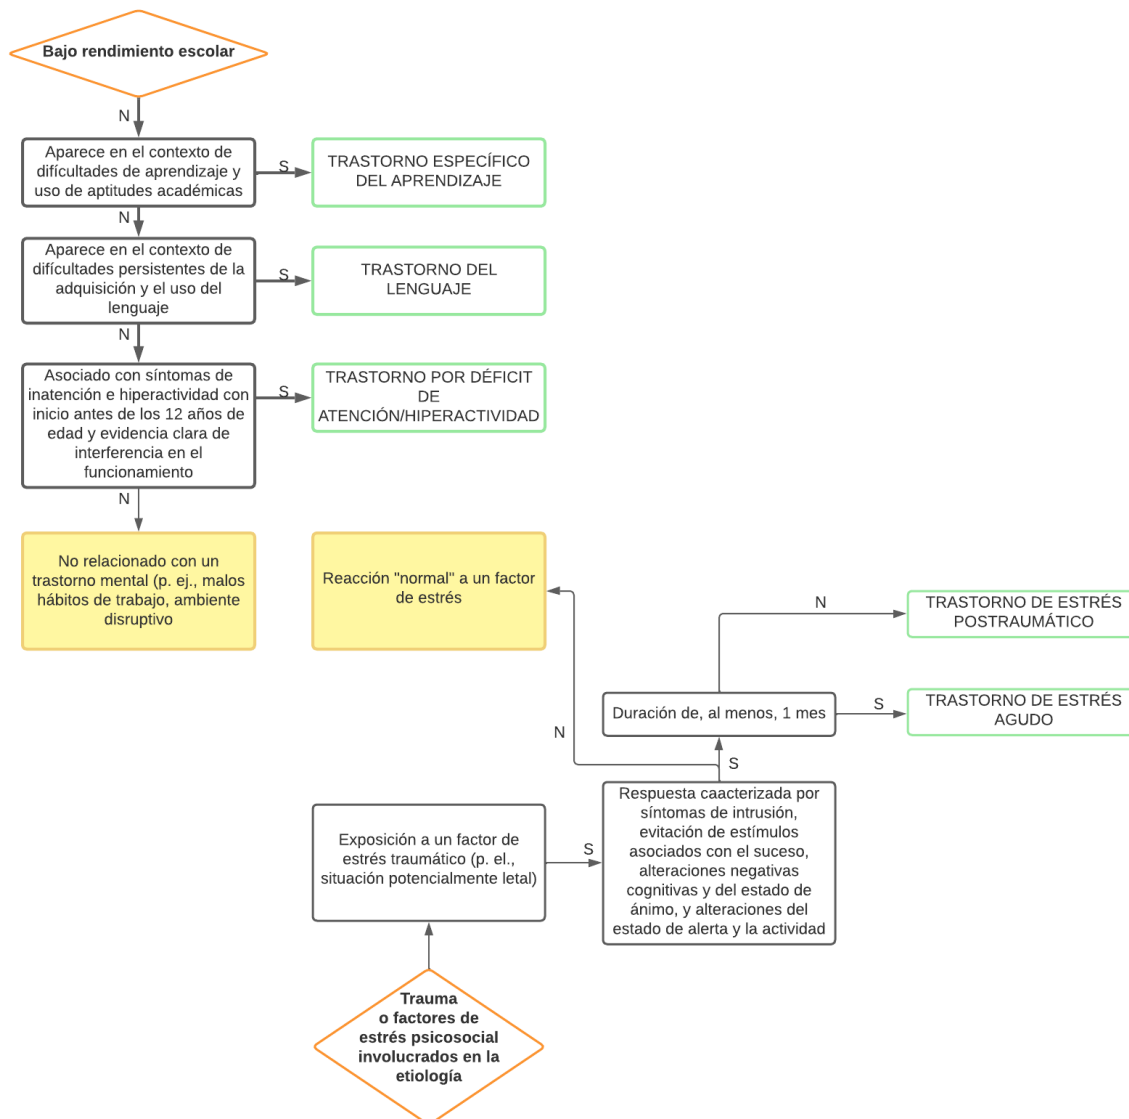 Bajo rendimiento escolar
N
Aparece en el contexto de
difícultades de aprendizaje y
uso de aptitudes académicas
S
TRASTORNO ESPECÍFICO
DEL APRENDIZAJE
N
Aparece en el contexto de
difícultades persistentes de la
adquisición y el uso del
lenguaje
S
TRASTORNO DEL
LENGUAJE
N
Asociado con síntomas de
inatención e hiperactividad con
inicio antes de los 12 años de
edad y evidencia clara de
interferencia en el
funcionamiento
S
TRASTORNO POR DÉFICIT
DE
ATENCIÓN/HIPERACTIVIDAD
N
No relacionado con un
trastorno mental (p. ej., malos
hábitos de trabajo, ambiente
disruptivo
Reacción "normal" a un factor
de estrés
N
TRASTORNO DE ESTRÉS
POSTRAUMÁTICO
Duración de, al menos, 1 mes
S
TRASTORNO DE ESTRÉS
AGUDO
N
S
Respuesta caacterizada por
síntomas de intrusión,
evitación de estímulos
asociados con el suceso,
alteraciones negativas
cognitivas y del estado de
ánimo, y alteraciones del
estado de alerta y la actividad
Exposición a un factor de
estrés traumático (p. el.,
situación potencialmente letal)
S
Trauma
o factores de
estrés psicosocial
involucrados en la
etiología